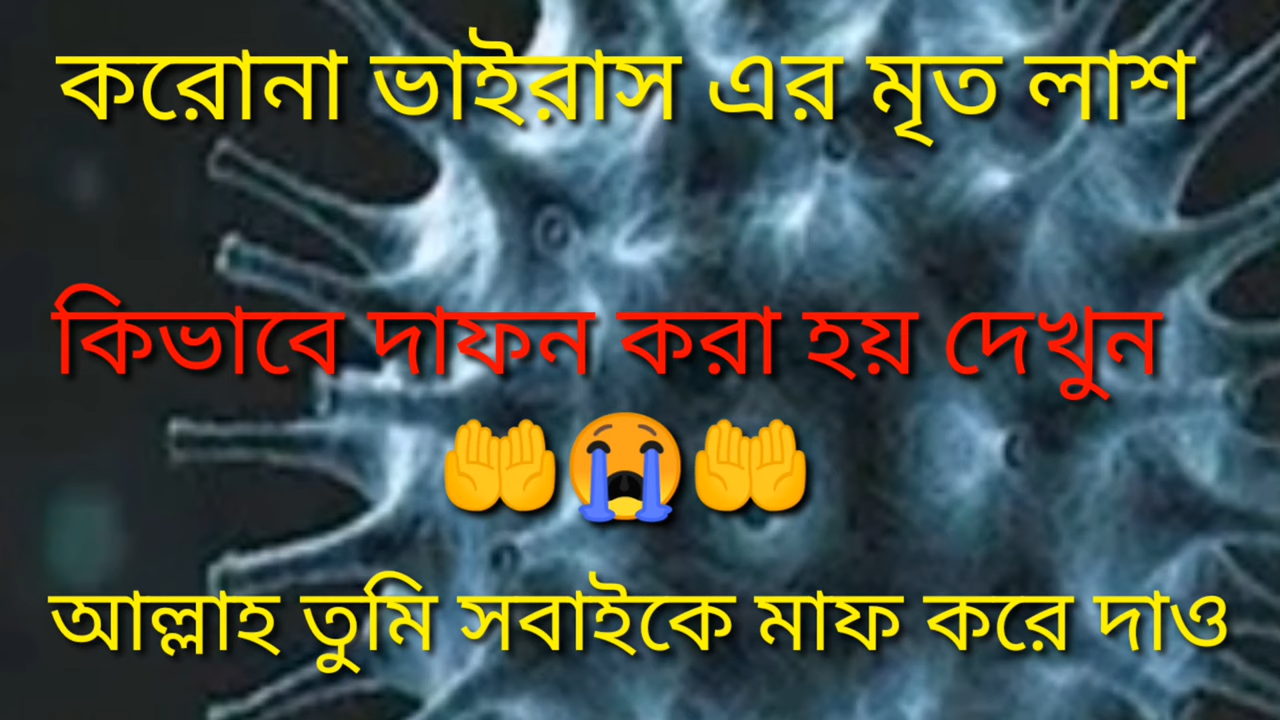 করোনা ভাইরাস এর মৃত লাশ
কিভাবে দাফন করা হয় দেখুন
🤲😭🤲
আল্লাহ তুমি সবাইকে মাফ করে দাও